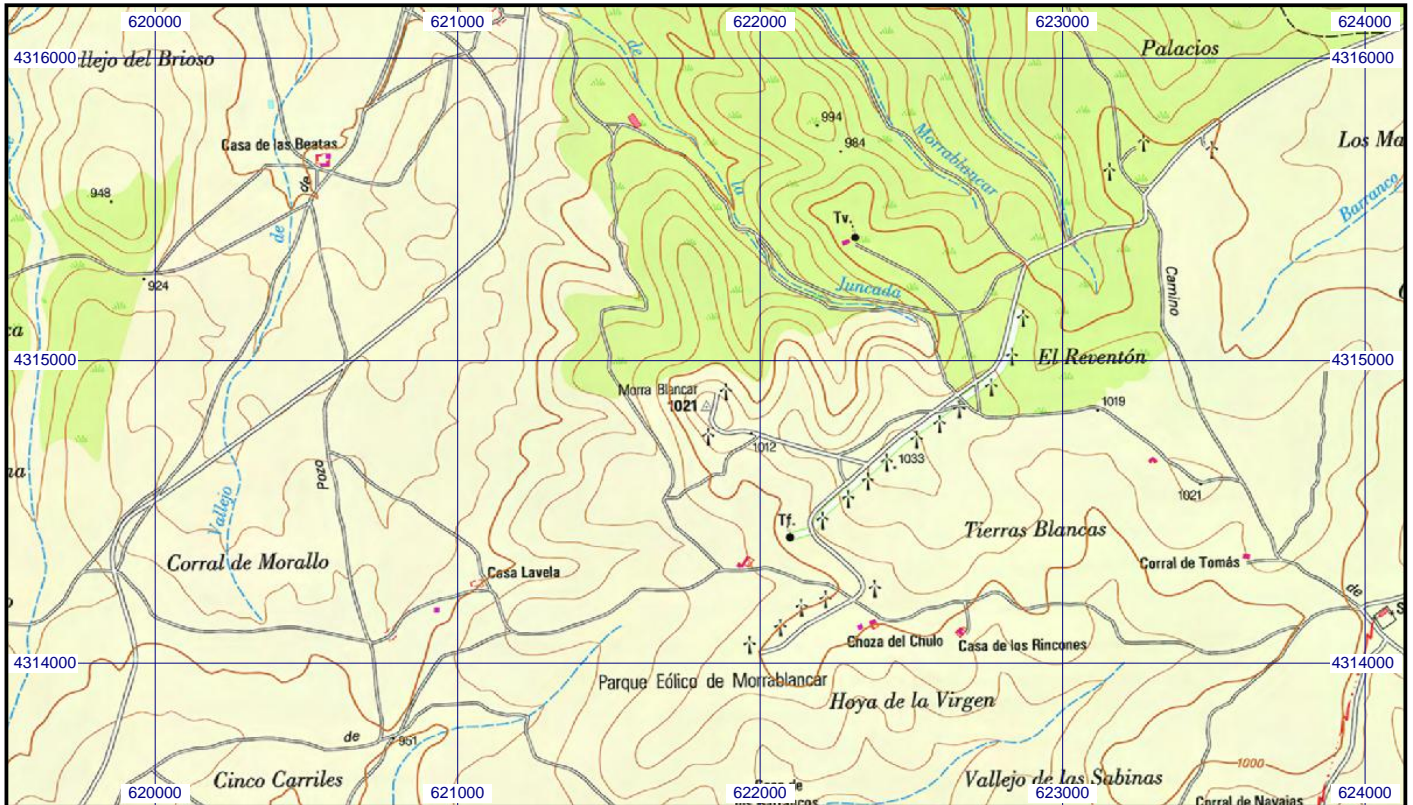 620000 621000 622000 623000 624000
4316000 4316000
llejo del Brioso
de
Palacios
994
984
Los Ma
Casa de las Beatas
Morrablancar
948
de
la
Barranco
Tv.
de
924
Juncada
Camino
ca
4315000 4315000
El Reventón
Morra Blancar
1021
1019
1012
1033
Pozo
na
1021
Vallejo
Tf.
Tierras Blancas
Corral de Morallo
Casa Lavela
Corral de Tomás
de
o
S
Choza del Chulo
Casa de los Rincones
4314000 4314000
Parque Eólico de Morrablancar
Hoya de la Virgen
de
951
1000
Cinco Carriles
Vallejo de las Sabinas
620000 621000 622000 623000 624000
Corral de Navajas